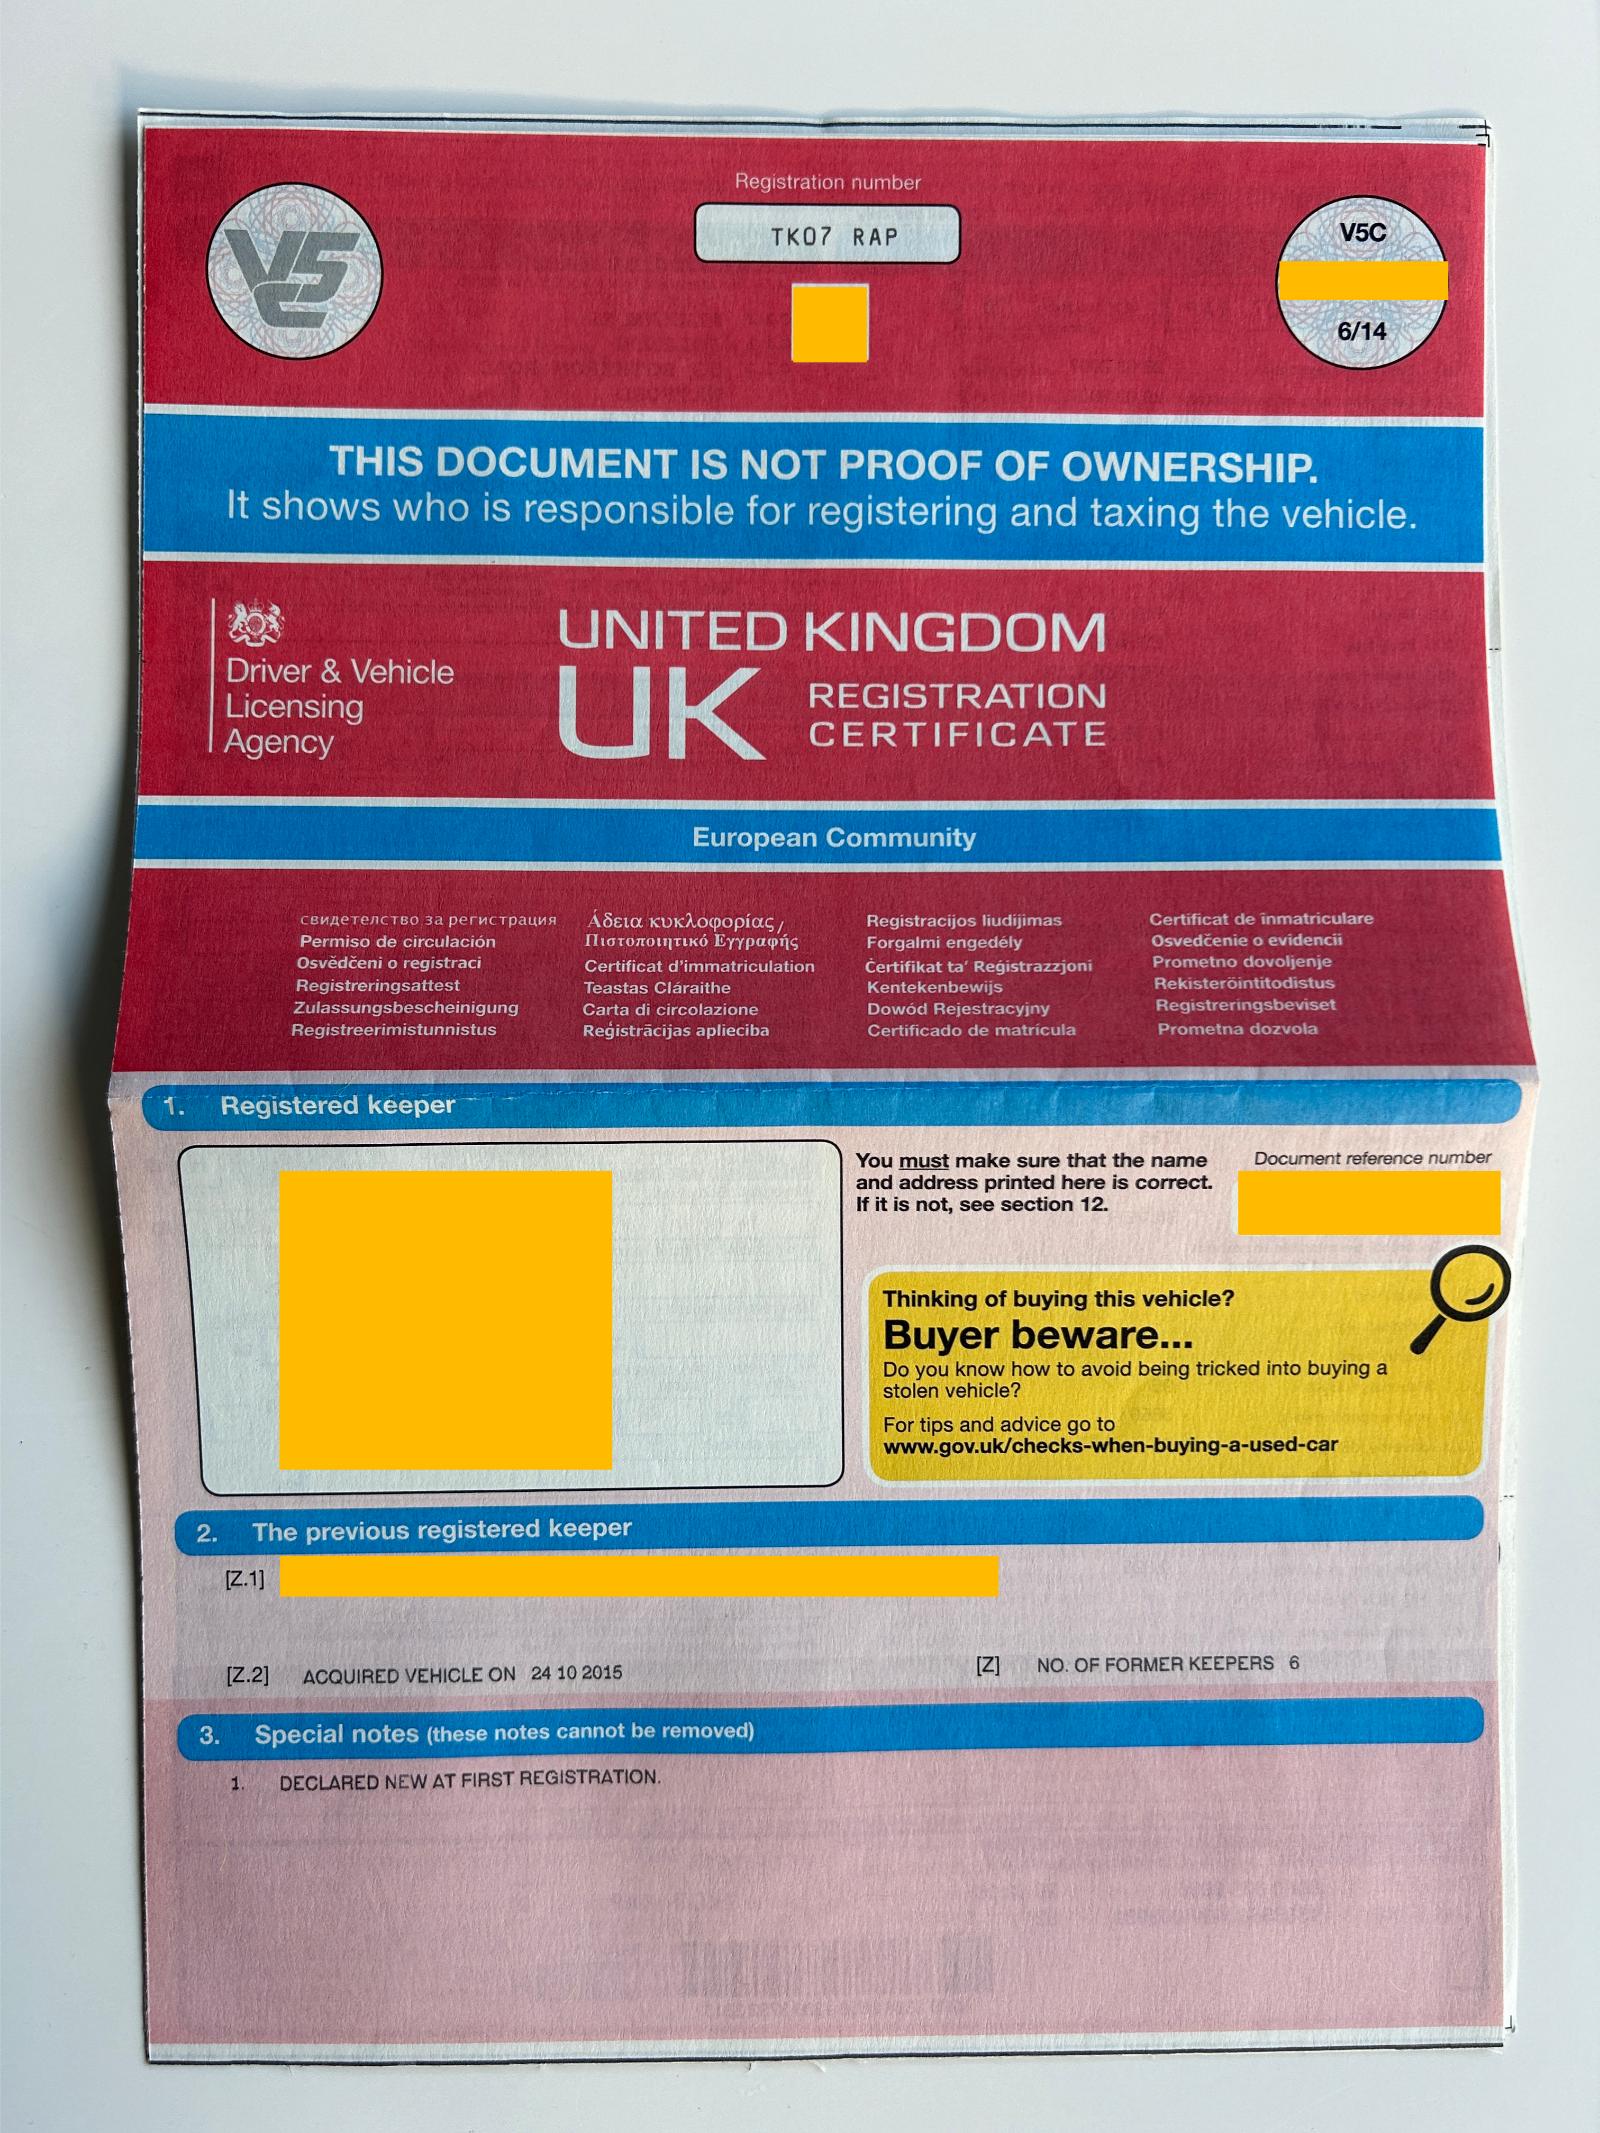 Registration number
TK07 RAP
V5C
V5C
6/14
THIS DOCUMENT IS NOT PROOF OF OWNERSHIP.
It shows who is responsible for registering and taxing the vehicle.
Driver & Vehicle
Licensing
Agency
UNITED KINGDOM
UK REGISTRATION
CERTIFICATE
European Community
свидетелство за регистрация
Permiso de circulación
Osvědčeni o registraci
Registreringsattest
Zulassungsbescheinigung
Registreerimistunnistus
Άδεια κυκλοφορίας /
Πιστοποιητικό Εγγραφής
Certificat d'immatriculation
Teastas Cláraithe
Carta di circolazione
Reģistrācijas apliecība
Registracijos liudijimas
Forgalmi engedély
Ċertifikat ta' Reġistrazzjoni
Kentekenbewijs
Dowód Rejestracyjny
Certificado de matrícula
Certificat de înmatriculare
Osvedčenie o evidencii
Prometno dovoljenje
Rekisteröintitodistus
Registreringsbeviset
Prometna dozvola
1. Registered keeper
You must make sure that the name
and address printed here is correct.
If it is not, see section 12.
Document reference number
Thinking of buying this vehicle?
Buyer beware...
Do you know how to avoid being tricked into buying a
stolen vehicle?
For tips and advice go to
www.gov.uk/checks-when-buying-a-used-car
2. The previous registered keeper
[Z.1]
[Z.2] ACQUIRED VEHICLE ON 24 10 2015
[Z] NO. OF FORMER KEEPERS 6
3. Special notes (these notes cannot be removed)
1. DECLARED NEW AT FIRST REGISTRATION.